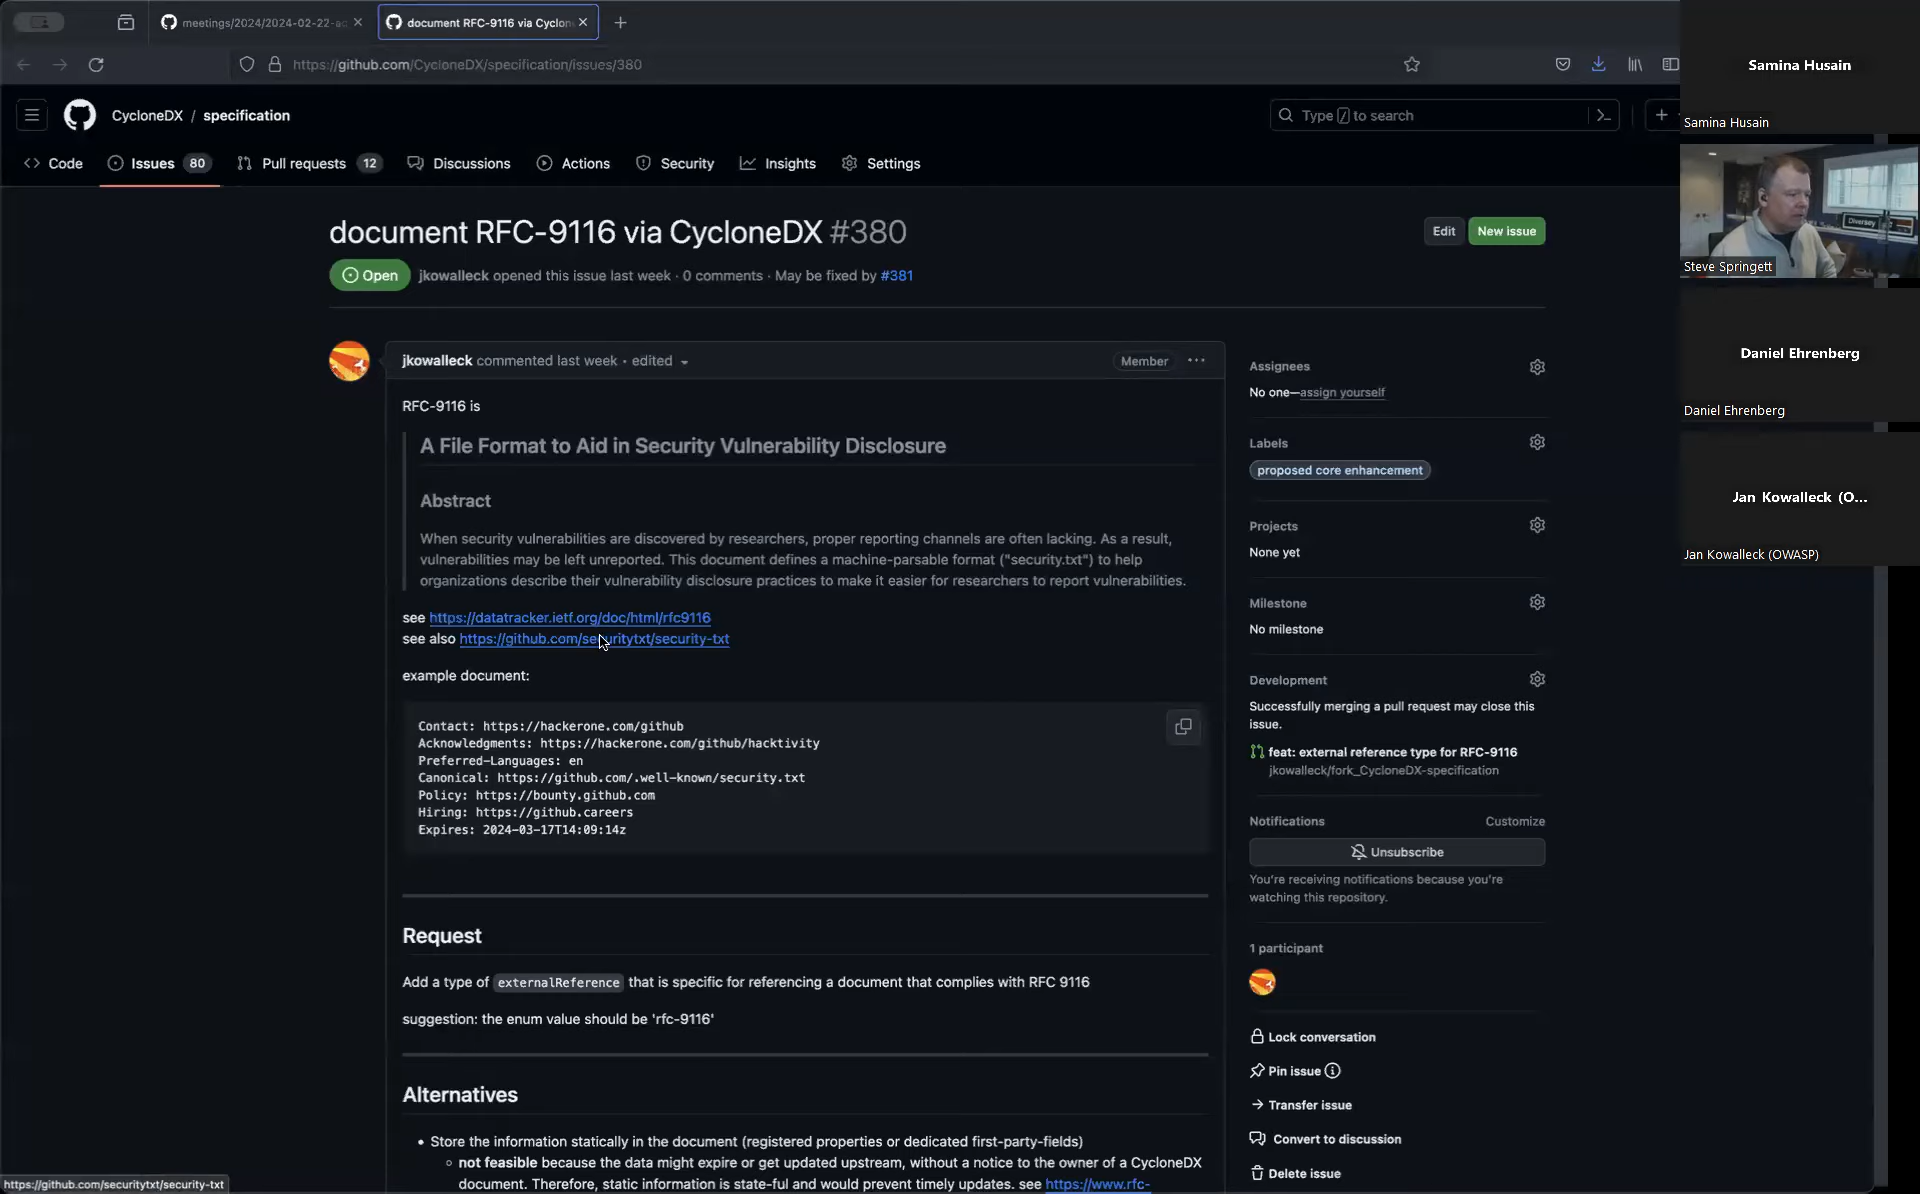 meetings/2024/2024-02-22-
document RFC-9116 via Cyclon
https://github.com/CycloneDX/specification/issues/380
CycloneDX / specification
Type / to search
Code
Issues 80
Pull requests 12
Discussions
Actions
Security
Insights
Settings
document RFC-9116 via CycloneDX #380
Edit
New issue
Open
jkowalleck opened this issue last week · 0 comments · May be fixed by #381
jkowalleck commented last week • edited
Member
RFC-9116 is
A File Format to Aid in Security Vulnerability Disclosure
Abstract
When security vulnerabilities are discovered by researchers, proper reporting channels are often lacking. As a result,
vulnerabilities may be left unreported. This document defines a machine-parsable format ("security.txt") to help
organizations describe their vulnerability disclosure practices to make it easier for researchers to report vulnerabilities.
see https://datatracker.ietf.org/doc/html/rfc9116
see also https://github.com/securitytxt/security-txt
example document:
Contact: https://hackerone.com/github
Acknowledgments: https://hackerone.com/github/hacktivity
Preferred-Languages: en
Canonical: https://github.com/.well-known/security.txt
Policy: https://bounty.github.com
Hiring: https://github.careers
Expires: 2024-03-17T14:09:14z
Request
Add a type of externalReference that is specific for referencing a document that complies with RFC 9116
suggestion: the enum value should be 'rfc-9116'
Alternatives
• Store the information statically in the document (registered properties or dedicated first-party-fields)
◦ not feasible because the data might expire or get updated upstream, without a notice to the owner of a CycloneDX
document. Therefore, static information is state-ful and would prevent timely updates. see https://www.rfc-
Assignees
No one—assign yourself
Labels
proposed core enhancement
Projects
None yet
Milestone
No milestone
Development
Successfully merging a pull request may close this
issue.
feat: external reference type for RFC-9116
jkowalleck/fork_CycloneDX-specification
Notifications
Customize
Unsubscribe
You're receiving notifications because you're
watching this repository.
1 participant
Lock conversation
Pin issue
Transfer issue
Convert to discussion
Delete issue
https://github.com/securitytxt/security-txt
Samina Husain
Samina Husain
Diversey
Steve Springett
Daniel Ehrenberg
Daniel Ehrenberg
Jan Kowalleck (O...
Jan Kowalleck (OWASP)